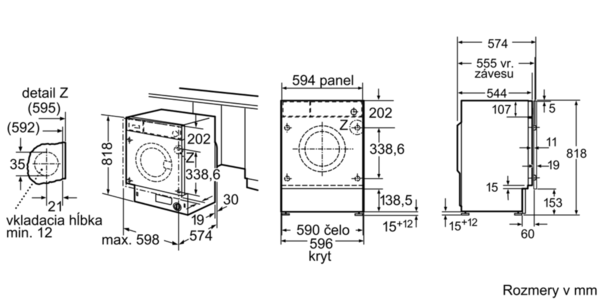 detail Z
(595)
(592)
35
21
vkladacia hĺbka
min. 12
818
202
Z
338,6
30
19
max. 598
574
594 panel
202
Z
338,6
138,5
15+12
590 čelo
596
kryt
574
555 vr.
závesu
544
107
5
11
19
818
15
153
15+12
60
Rozmery v mm